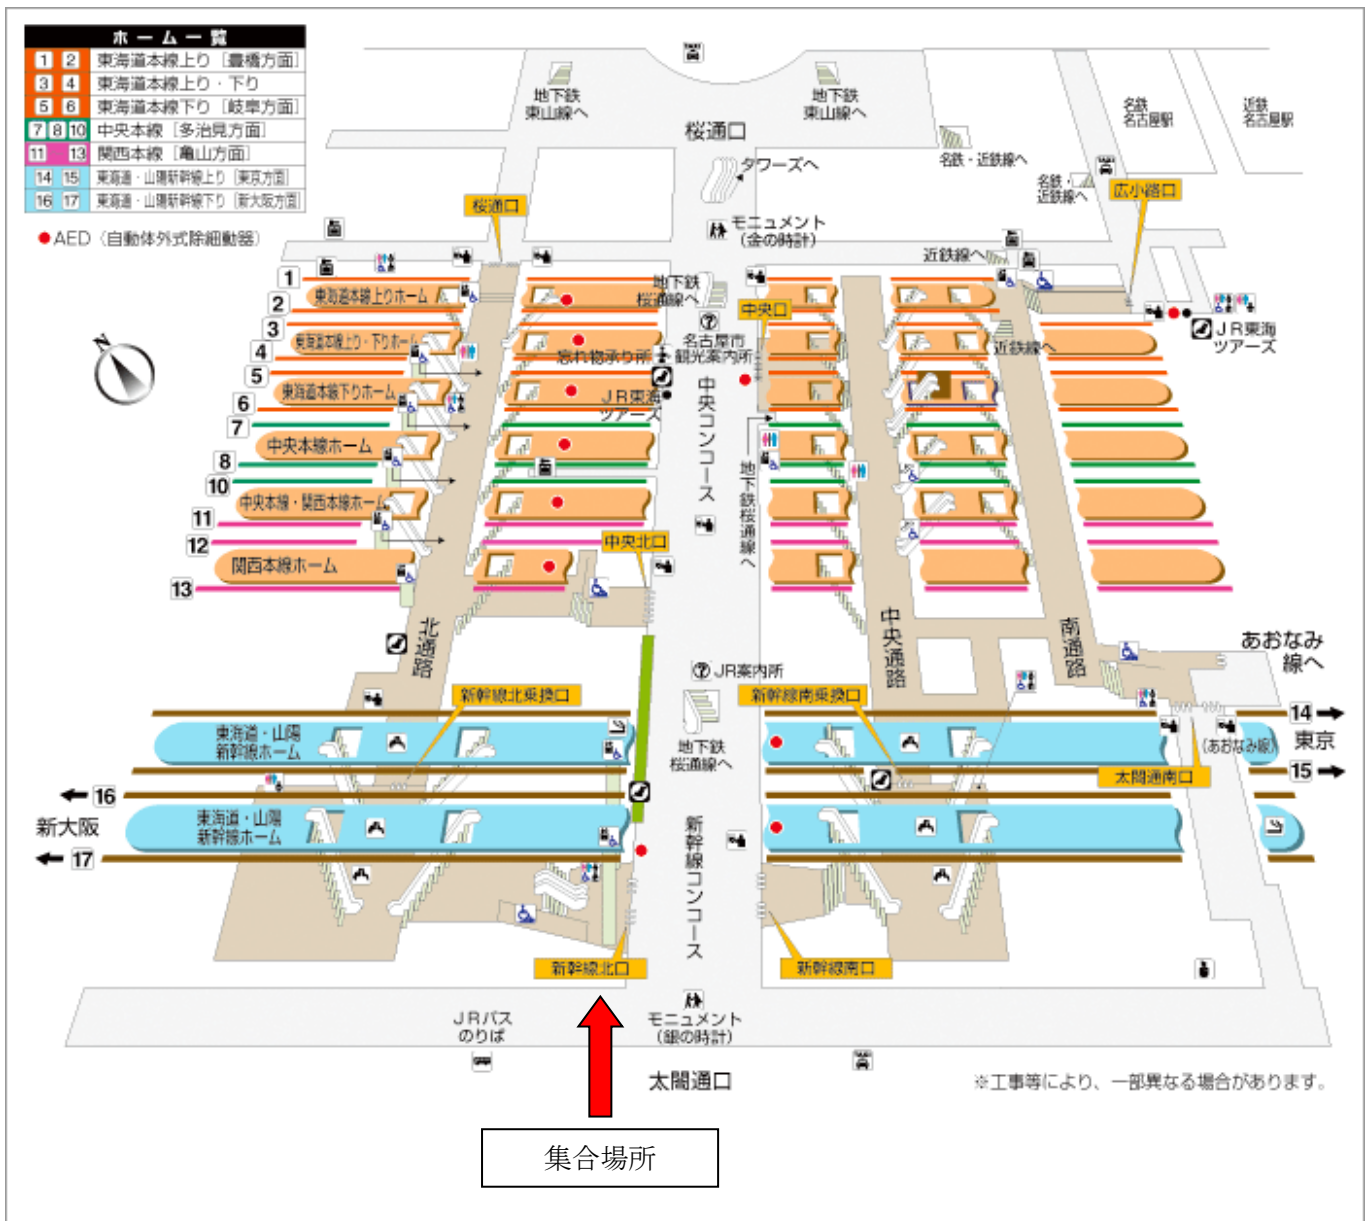 ホーム一覧
1 2 東海道本線上り［豊橋方面］
3 4 東海道本線上り・下り
5 6 東海道本線下り［岐阜方面］
7 8 10 中央本線［多治見方面］
11 13 関西本線［亀山方面］
14 15 東海道・山陽新幹線上り［東京方面］
16 17 東海道・山陽新幹線下り［新大阪方面］
●AED（自動体外式除細動器）
N
TAXI
地下鉄
東山線へ
地下鉄
東山線へ
桜通口
タワーズへ
名鉄
名古屋駅
近鉄
名古屋駅
名鉄・近鉄線へ
名鉄・
近鉄線へ
TAXI
広小路口
桜通口
モニュメント
（金の時計）
近鉄線へ
地下鉄
桜通線へ
中央口
1
東海道本線上りホーム
2
3
東海道本線上り・下りホーム
4
5
東海道本線下りホーム
6
7
中央本線ホーム
8
10
中央本線・関西本線ホーム
11
12
関西本線ホーム
13
名古屋市
観光案内所
忘れ物承り所
JR東海
ツアーズ
近鉄線へ
JR東海
ツアーズ
中央コンコース
地下鉄桜通線へ
中央北口
北通路
中央通路
南通路
あおなみ
線へ
JR案内所
新幹線北乗換口
新幹線南乗換口
地下鉄
桜通線へ
東海道・山陽
新幹線ホーム
14
東京
15
（あおなみ線）
太閤通南口
16
新大阪
17
東海道・山陽
新幹線ホーム
新幹線コンコース
新幹線北口
新幹線南口
JRバス
のりば
モニュメント
（銀の時計）
太閤通口
TAXI
※工事等により、一部異なる場合があります。
集合場所